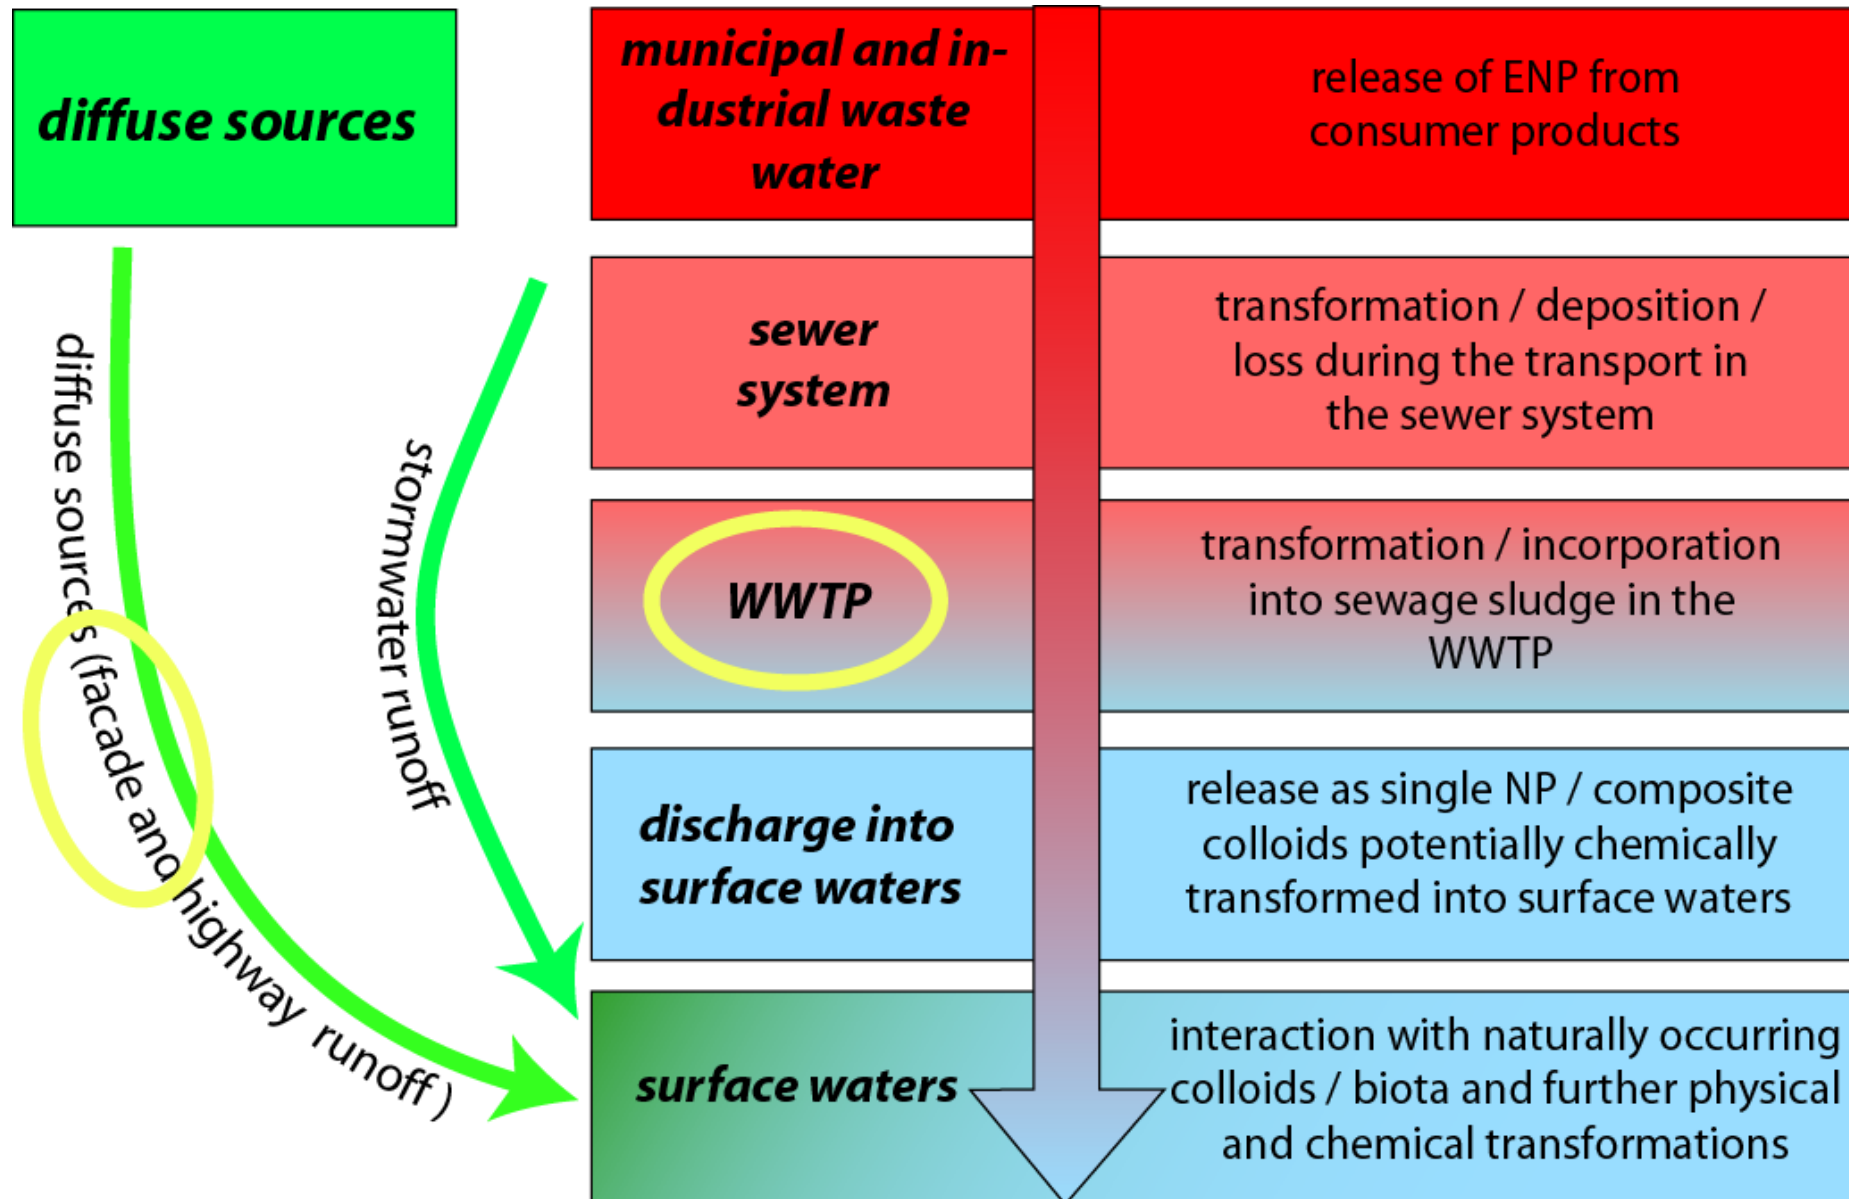 diffuse sources
municipal and in-
dustrial waste
water
release of ENP from
consumer products
sewer
system
transformation / deposition /
loss during the transport in
the sewer system
WWTP
transformation / incorporation
into sewage sludge in the
WWTP
discharge into
surface waters
release as single NP / composite
colloids potentially chemically
transformed into surface waters
surface waters
interaction with naturally occurring
colloids / biota and further physical
and chemical transformations
diffuse sources (facade and highway runoff)
stormwater runoff